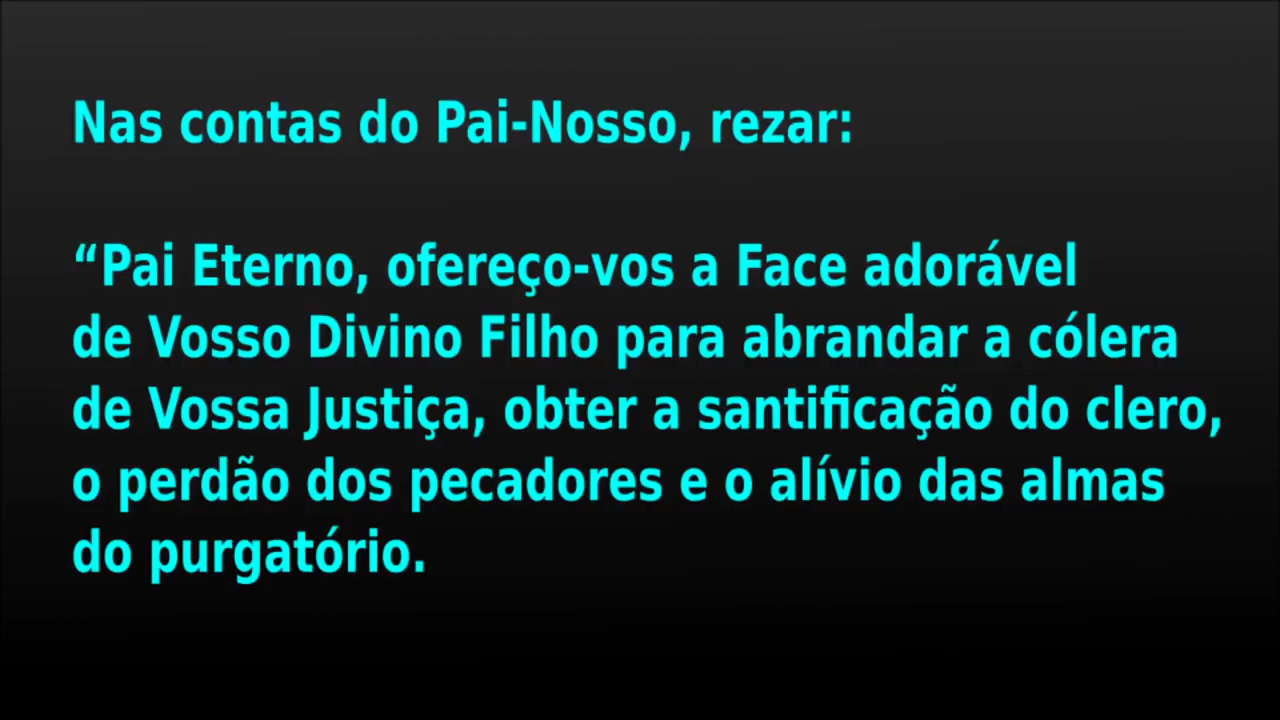 Nas contas do Pai-Nosso, rezar:
“Pai Eterno, ofereço-vos a Face adorável
de Vosso Divino Filho para abrandar a cólera
de Vossa Justiça, obter a santificação do clero,
o perdão dos pecadores e o alívio das almas
do purgatório.